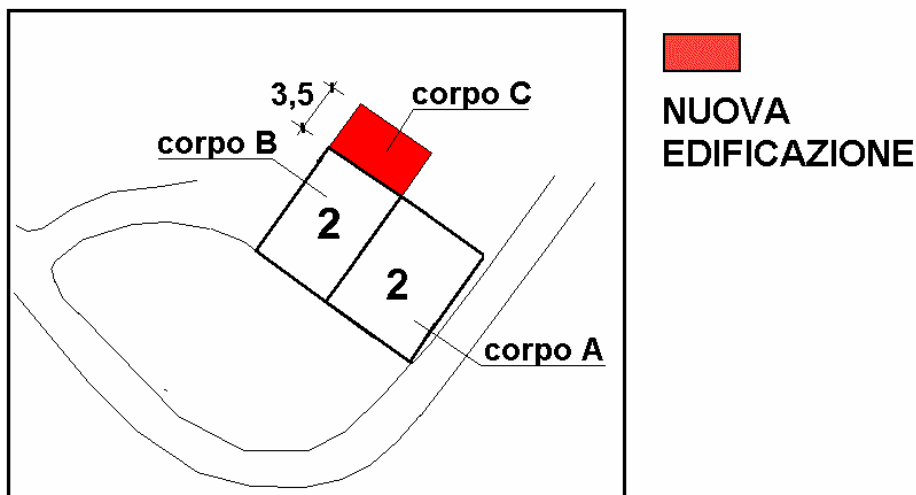 3,5
corpo C
corpo B
2
2
corpo A
NUOVA
EDIFICAZIONE